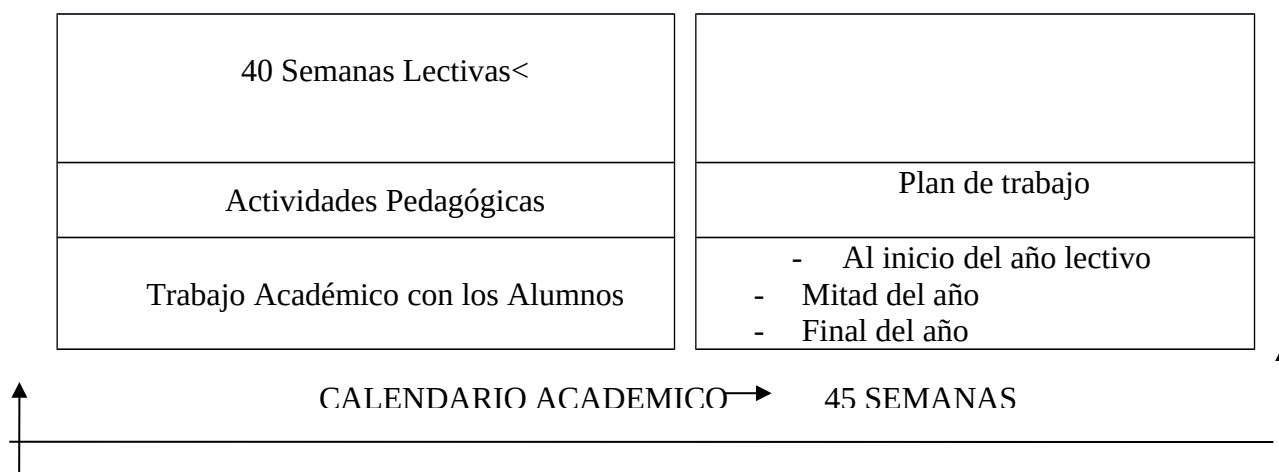 40 Semanas Lectivas<
Actividades Pedagógicas
Trabajo Académico con los Alumnos
Plan de trabajo
- Al inicio del año lectivo
- Mitad del año
- Final del año
CALENDARIO ACADEMICO 45 SEMANAS